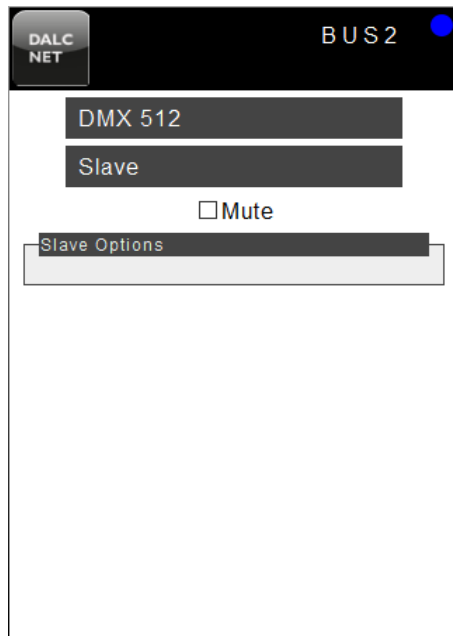 DALC
NET
BUS2
DMX 512
Slave
Mute
Slave Options